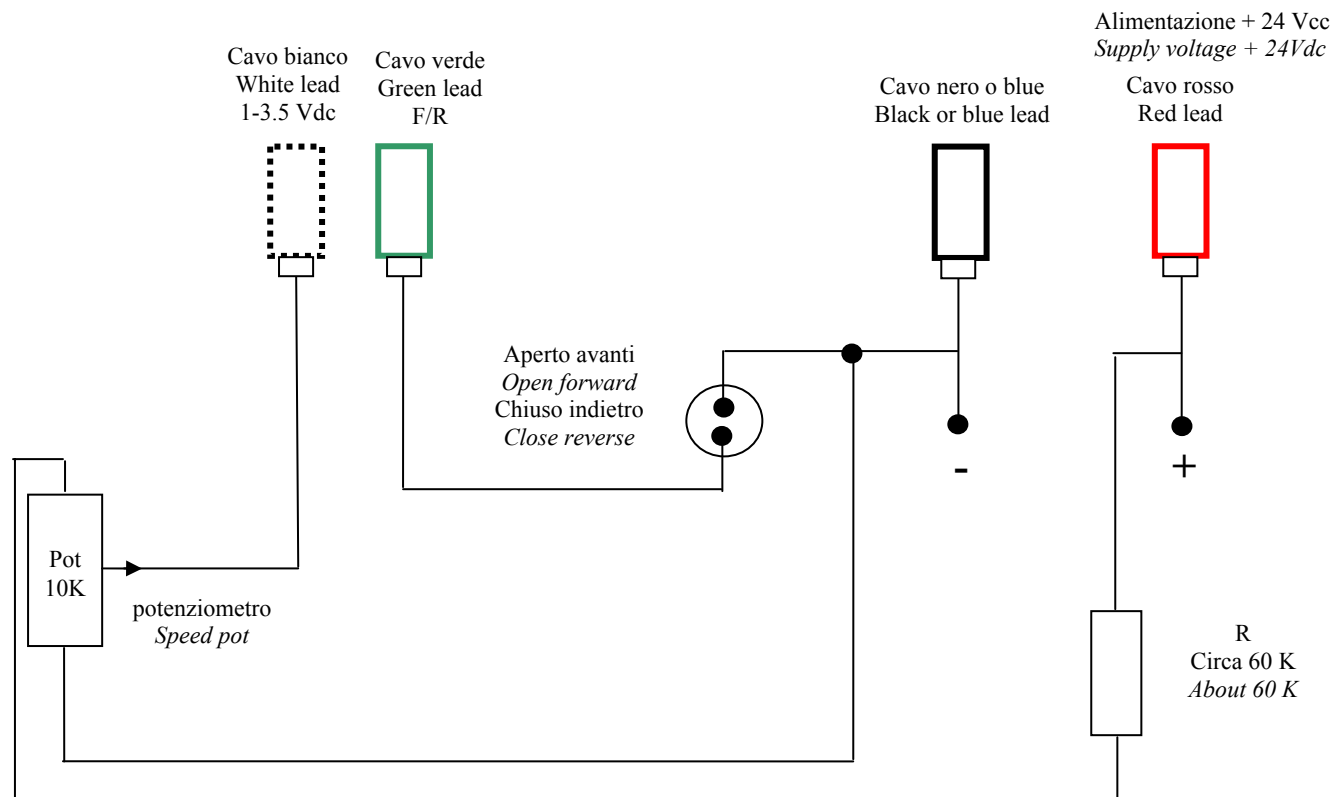 Alimentazione + 24 Vcc
Supply voltage + 24Vdc
Cavo bianco
White lead
1-3.5 Vdc
Cavo verde
Green lead
F/R
Cavo nero o blue
Black or blue lead
Cavo rosso
Red lead
Aperto avanti
Open forward
Chiuso indietro
Close reverse
-
+
Pot
10K
potenziometro
Speed pot
R
Circa 60 K
About 60 K